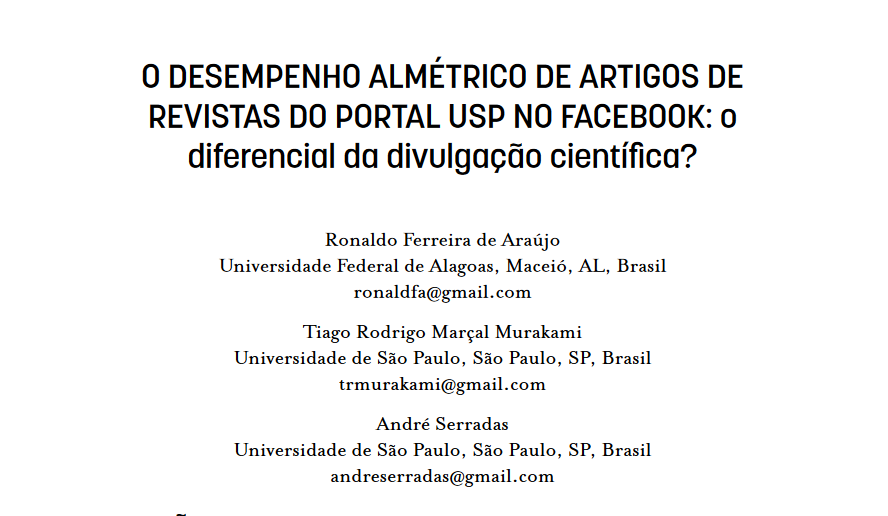 O DESEMPENHO ALMÉTRICO DE ARTIGOS DE
REVISTAS DO PORTAL USP NO FACEBOOK: o
diferencial da divulgação científica?
Ronaldo Ferreira de Araújo
Universidade Federal de Alagoas, Maceió, AL, Brasil
ronaldfa@gmail.com
Tiago Rodrigo Marçal Murakami
Universidade de São Paulo, São Paulo, SP, Brasil
trmurakami@gmail.com
André Serradas
Universidade de São Paulo, São Paulo, SP, Brasil
andreserradas@gmail.com